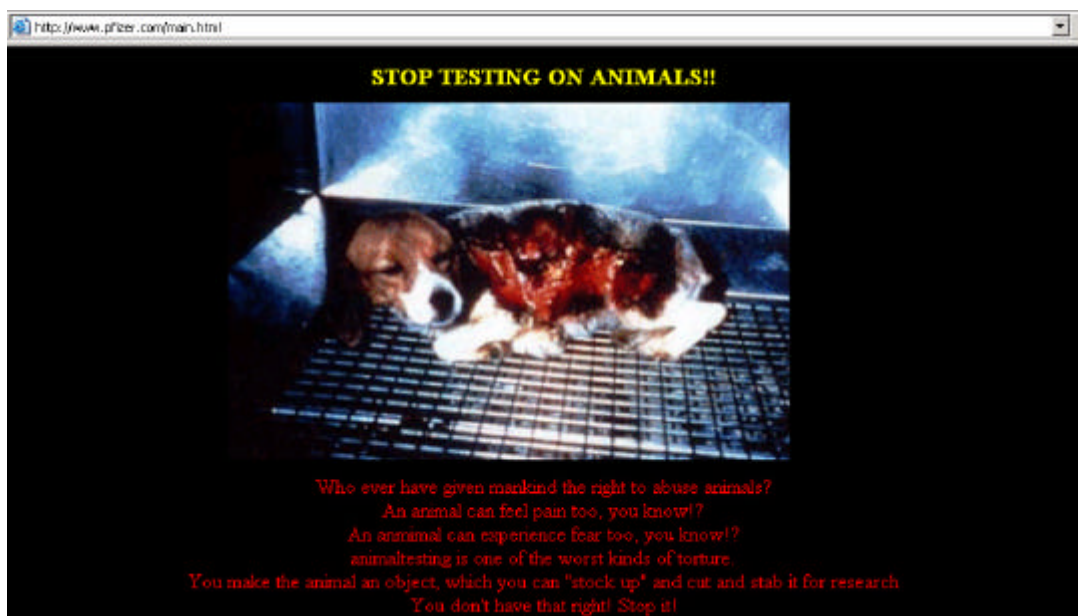 http://www.pfizer.com/main.html
STOP TESTING ON ANIMALS!!
Who ever have given mankind the right to abuse animals?
An animal can feel pain too, you know!?
An anmimal can experience fear too, you know!?
animaltesting is one of the worst kinds of torture.
You make the animal an object, which you can "stock up" and cut and stab it for research
You don't have that right! Stop it!